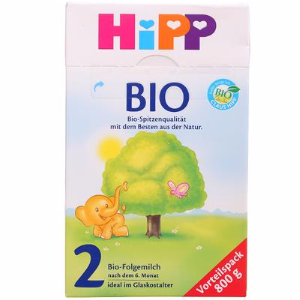 HiPP
BIO
BIO
Bio-Spitzenqualität
mit dem Besten aus der Natur.
2
Bio-Folgemilch
nach dem 6. Monat
ideal im Glaskostalter
Vorteilspack
800 g